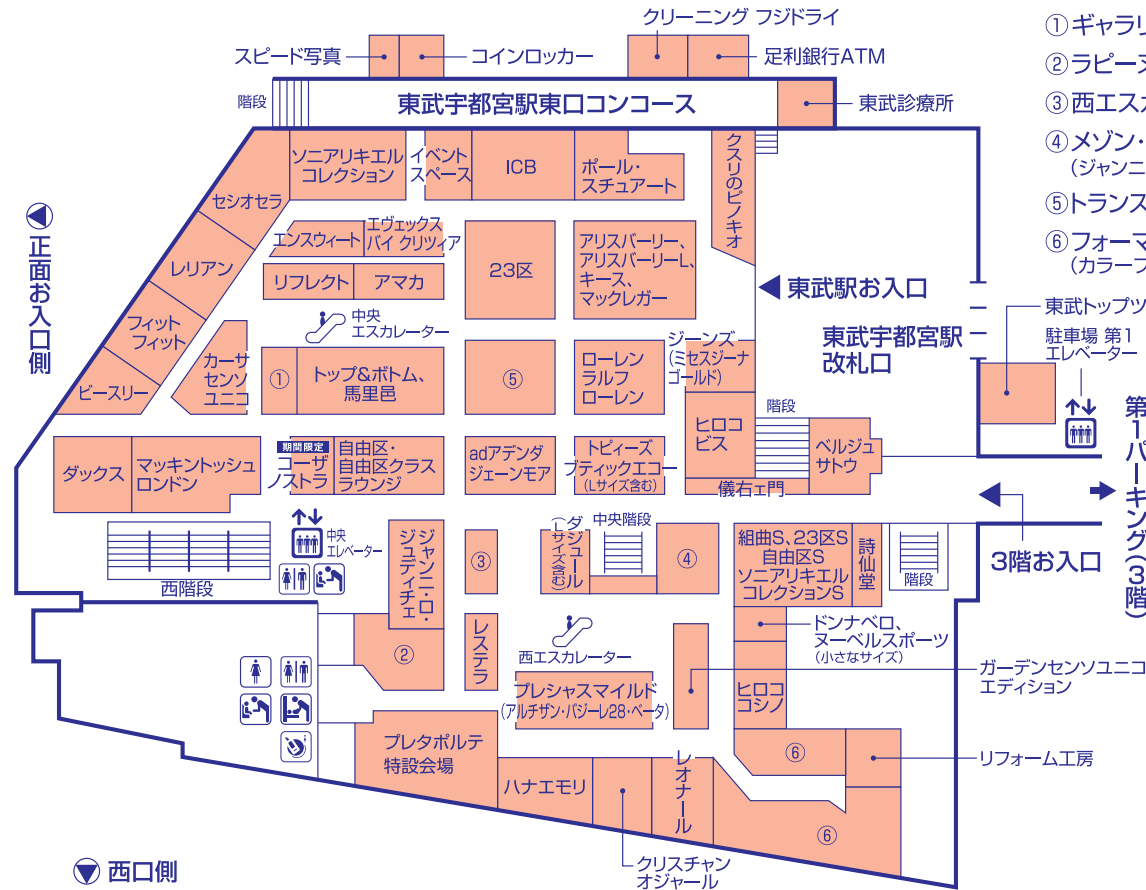 クリーニング フジドライ
スピード写真
コインロッカー
足利銀行ATM
階段
東武宇都宮駅東口コンコース
東武診療所
①ギャラリ
②ラピーヌ
③西エスカ
④メゾン・
(ジャンニ
⑤トランス
⑥フォーマ
(カラーフ
ソニアリキエル
コレクション
イベント
スペース
ICB
ポール・
スチュアート
クスリのピノキオ
セシオセラ
正面お入口側
エンスウィート
エヴェックス
バイ クリツィア
23区
アリスバーリー、
アリスバーリーL、
キース、
マックレガー
レリアン
リフレクト
アマカ
東武駅お入口
中央
エスカレーター
東武トップツ
フィット
フィット
東武宇都宮駅
改札口
駐車場 第1
エレベーター
ジーンズ
(ミセスジーナ
ゴールド)
カーサ
センソ
ユニコ
①
トップ&ボトム、
馬里邑
⑤
ローレン
ラルフ
ローレン
ビースリー
階段
ヒロコ
ビス
ベルジュ
サトウ
第1パーキング(3階)
ダックス
マッキントッシュ
ロンドン
期間限定
コーザ
ノストラ
自由区・
自由区クラス
ラウンジ
adアデンダ
ジェーンモア
トピィーズ
ブティックエコー
(Lサイズ含む)
儀右ヱ門
中央
エレベーター
西階段
ジャンニ・ロ・
ジュディチェ
③
ダジュール
(Lサイズ含む)
中央階段
④
組曲S、23区S
自由区S
ソニアリキエル
コレクションS
詩仙堂
階段
3階お入口
②
レステラ
西エスカレーター
ドンナベロ、
ヌーベルスポーツ
(小さなサイズ)
プレシャスマイルド
(アルチザン・バジーレ28・ベータ)
ヒロココシノ
ガーデンセンソユニコ
エディション
プレタポルテ
特設会場
⑥
リフォーム工房
ハナエモリ
レオナール
⑥
クリスチャン
オジャール
西口側